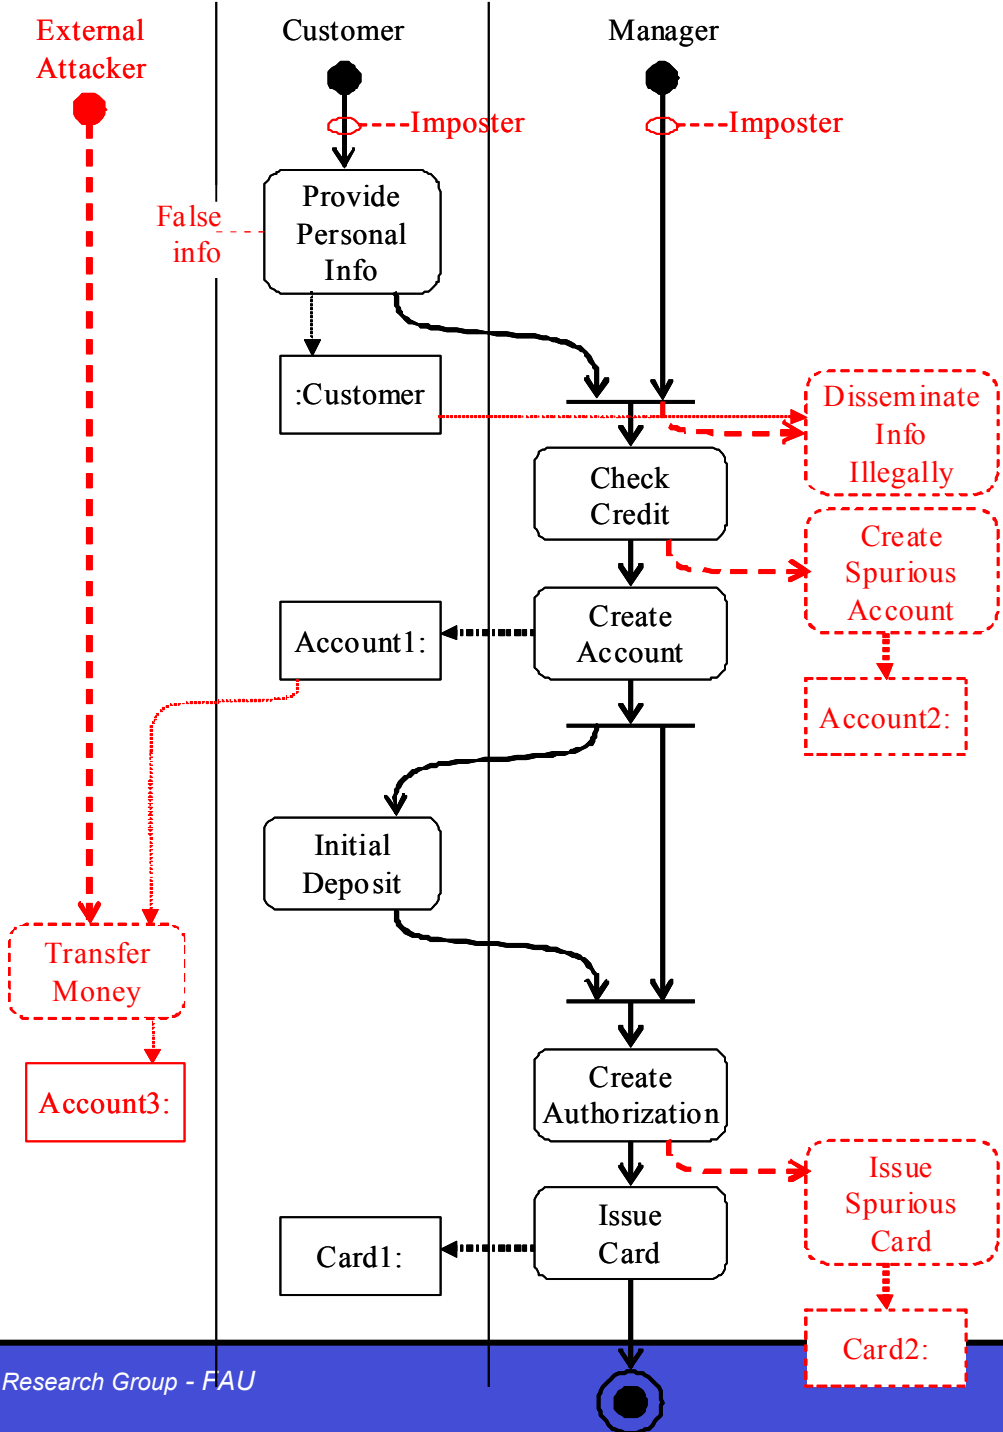 External
Attacker
Customer
Manager
Imposter
Imposter
Provide
Personal
Info
False
info
:Customer
Disseminate
Info
Illegally
Check
Credit
Create
Spurious
Account
Create
Account
Account1:
Account2:
Initial
Deposit
Transfer
Money
Account3:
Create
Authorization
Issue
Spurious
Card
Issue
Card
Card1:
Card2:
Research Group - FAU